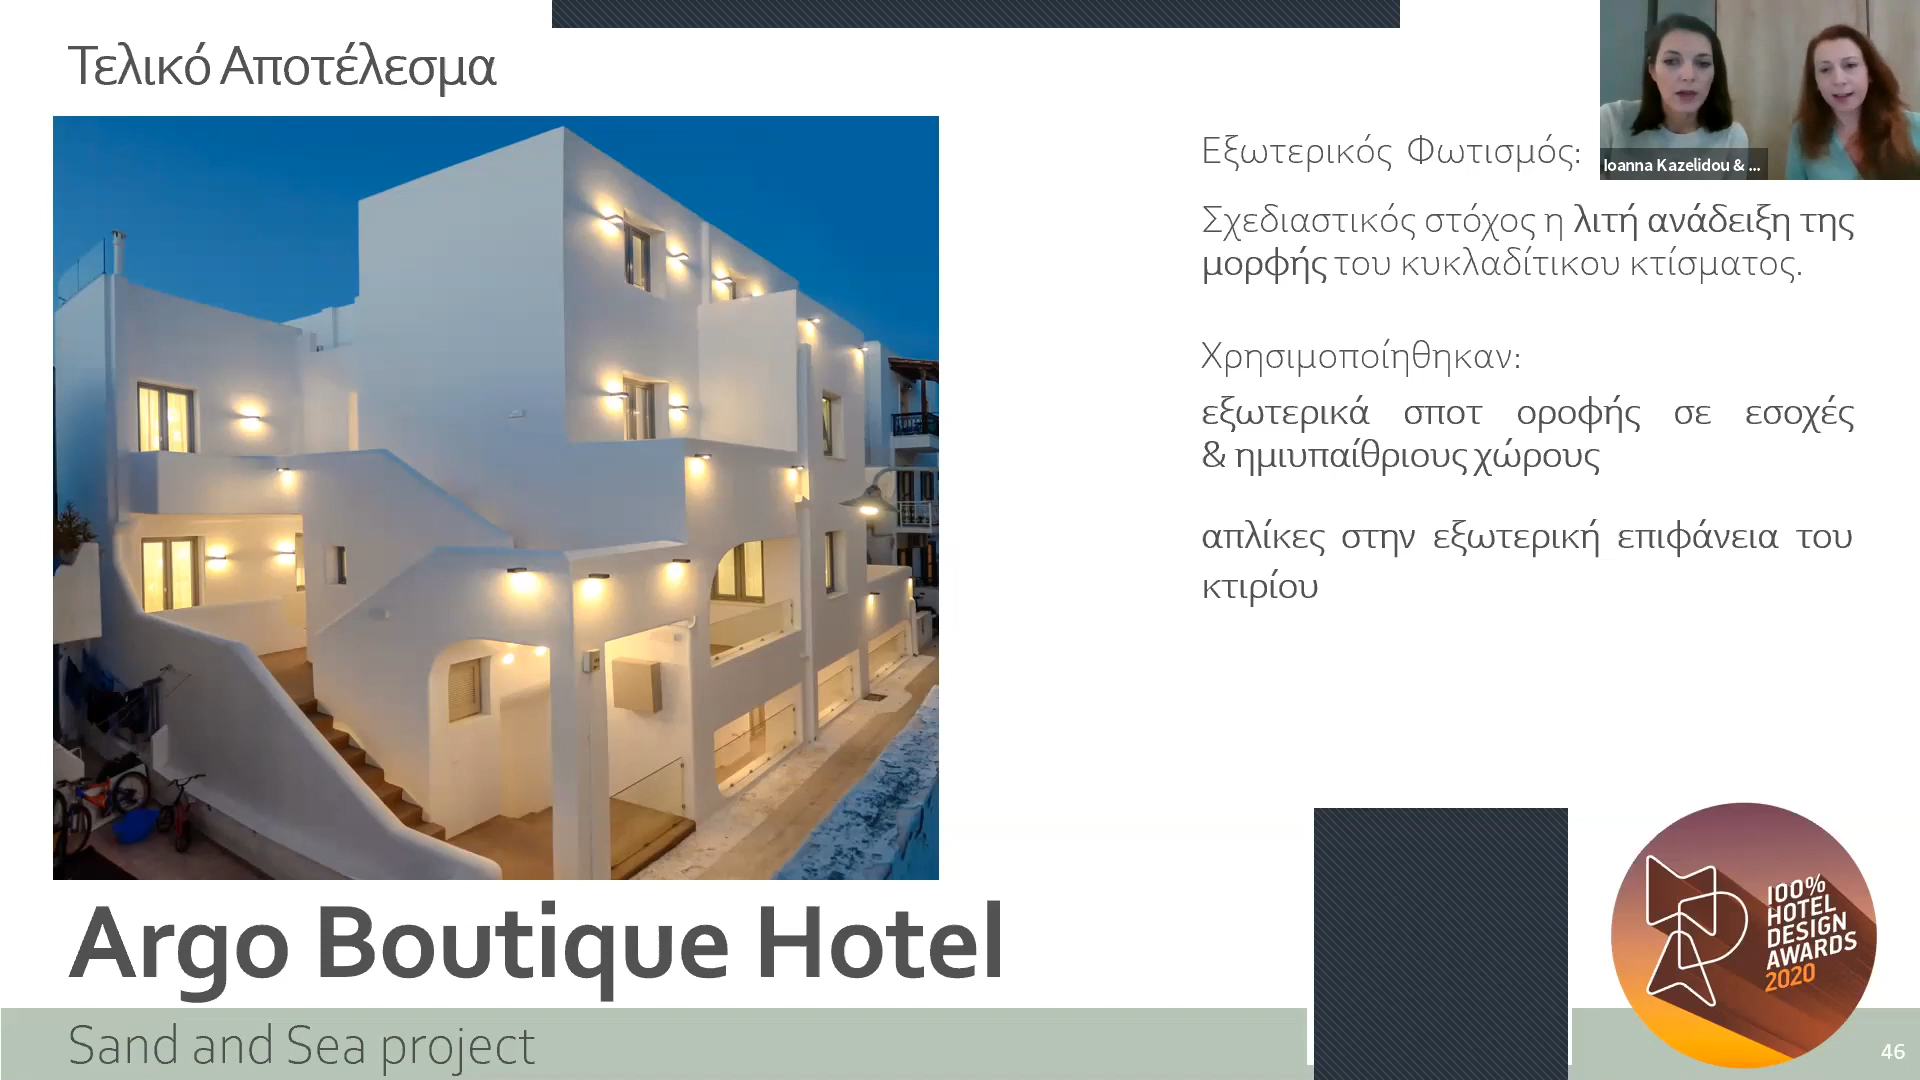 Τελικό Αποτέλεσμα
Ioanna Kazelidou & ...
Εξωτερικός Φωτισμός:
Σχεδιαστικός στόχος η λιτή ανάδειξη της
μορφής του κυκλαδίτικου κτίσματος.
Χρησιμοποίηθηκαν:
εξωτερικά σποτ οροφής σε εσοχές
& ημιυπαίθριους χώρους
απλίκες στην εξωτερική επιφάνεια του
κτιρίου
Argo Boutique Hotel
Sand and Sea project
100%
HOTEL
DESIGN
AWARDS
2020
46